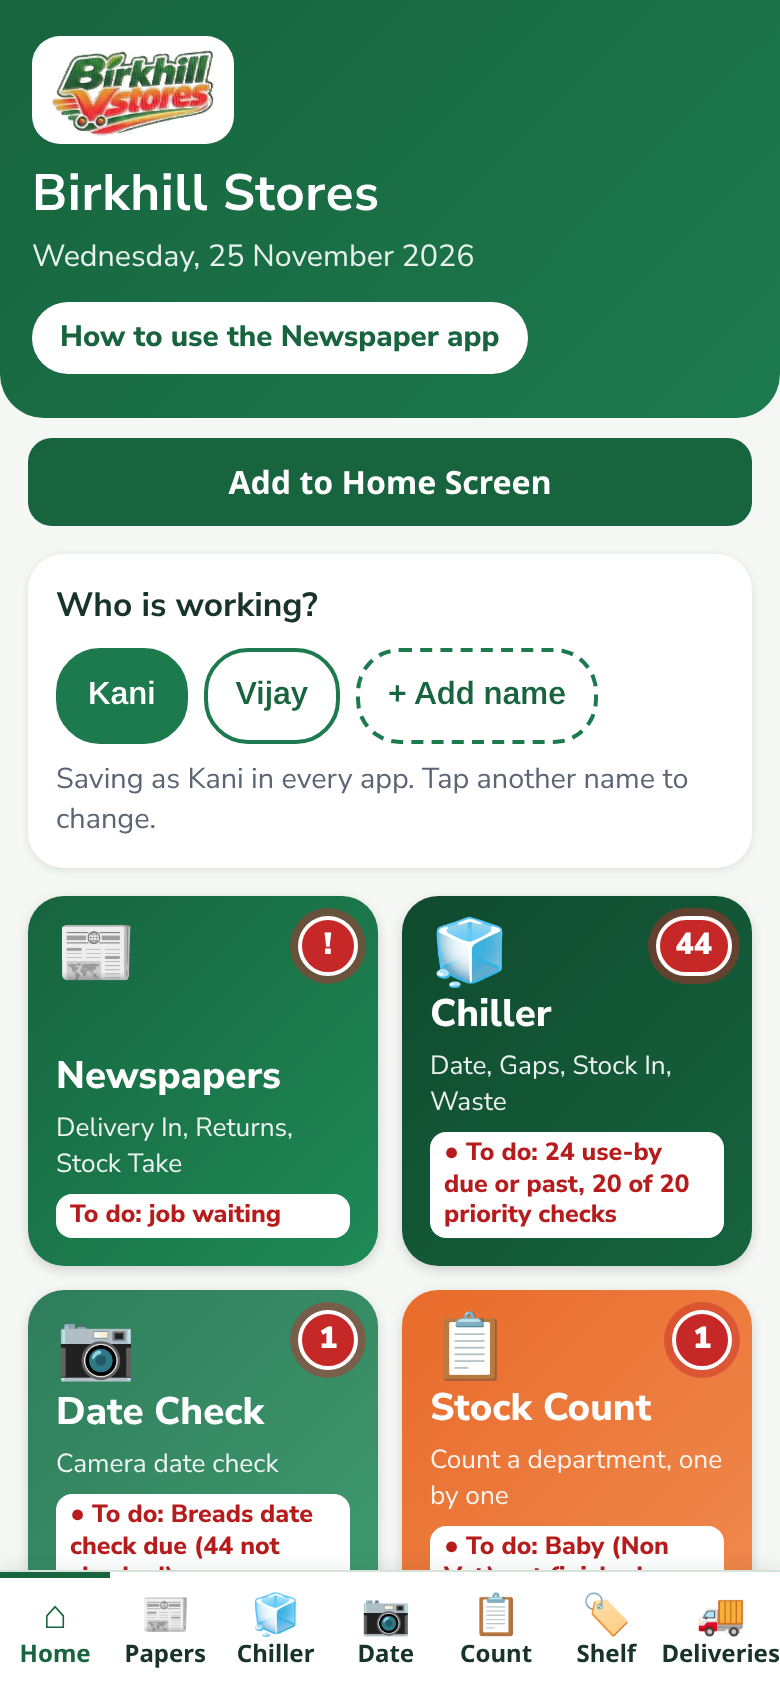 Birkhill
Vstores
Birkhill Stores
Wednesday, 25 November 2026
How to use the Newspaper app
Add to Home Screen
Who is working?
Kani
Vijay
+ Add name
Saving as Kani in every app. Tap another name to
change.
!
Newspapers
Delivery In, Returns,
Stock Take
To do: job waiting
44
Chiller
Date, Gaps, Stock In,
Waste
● To do: 24 use-by
due or past, 20 of 20
priority checks
1
Date Check
Camera date check
● To do: Breads date
check due (44 not
1
Stock Count
Count a department, one
by one
● To do: Baby (Non
Home
Papers
Chiller
Date
Count
Shelf
Deliveries